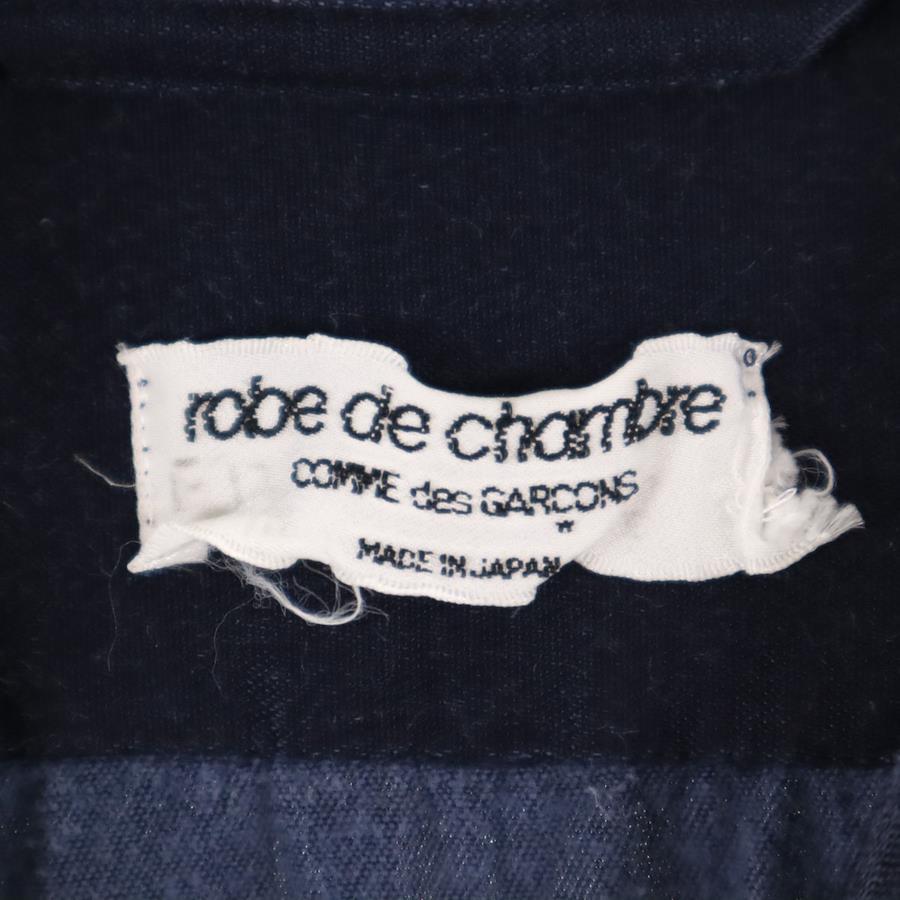 robe de chambre
COMME des GARCONS
MADE IN JAPAN